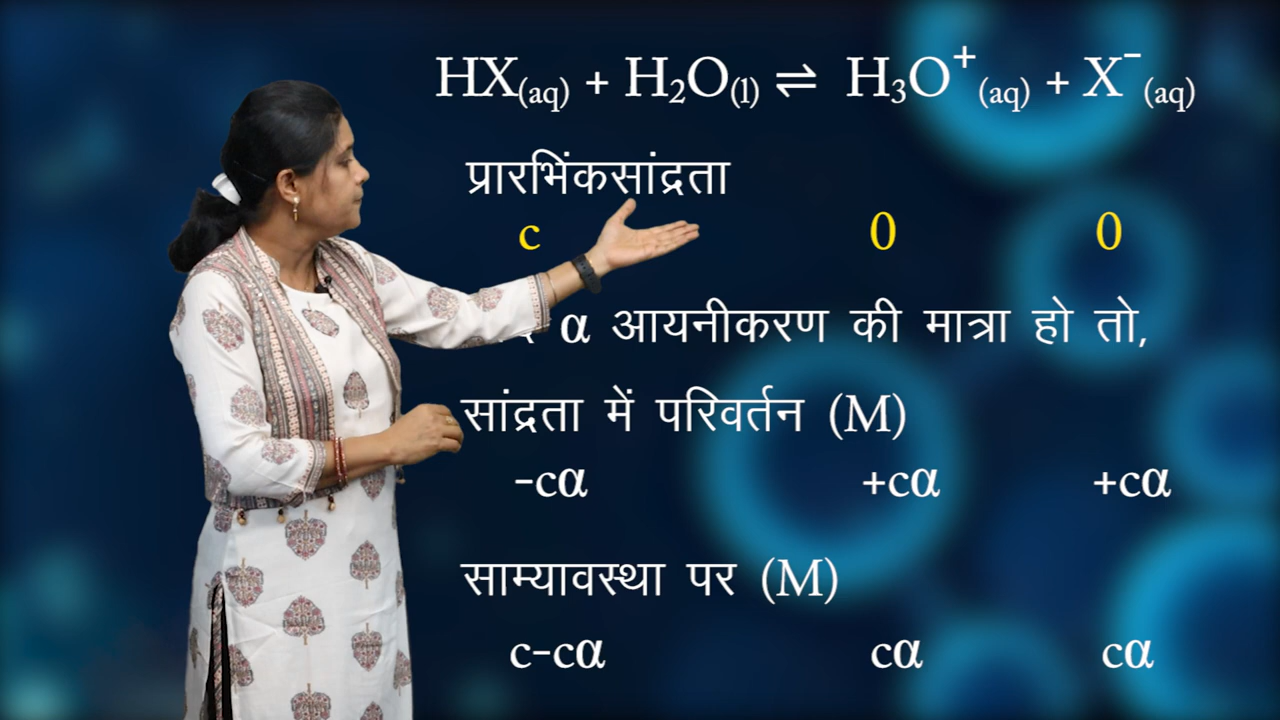 HX(aq) + H₂O(l) ⇌ H₃O⁺(aq) + X⁻(aq)
प्रारभिंकसांद्रता
c 0 0
α आयनीकरण की मात्रा हो तो,
सांद्रता में परिवर्तन (M)
-cα +cα +cα
साम्यावस्था पर (M)
c-cα cα cα